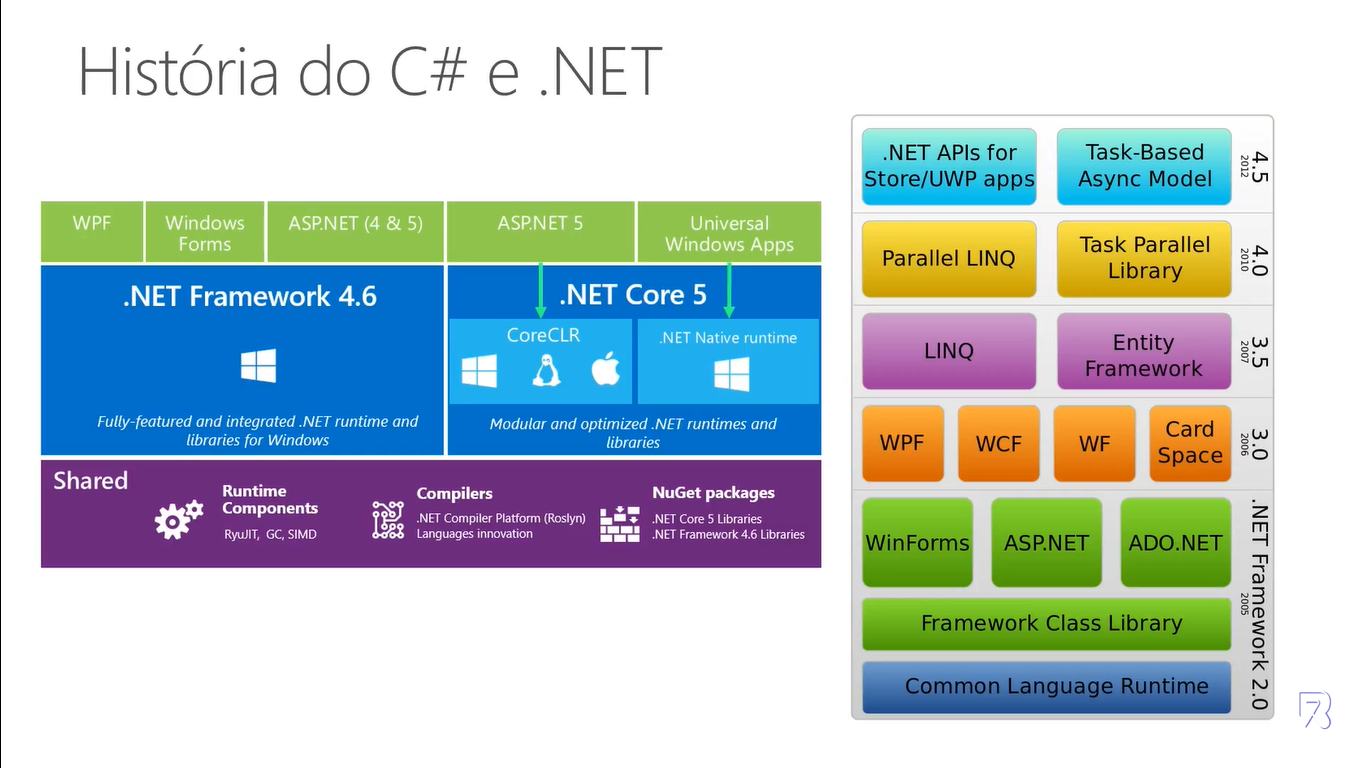 História do C# e .NET
WPF
Windows
Forms
ASP.NET (4 & 5)
ASP.NET 5
Universal
Windows Apps
.NET Framework 4.6
Fully-featured and integrated .NET runtime and
libraries for Windows
.NET Core 5
CoreCLR
.NET Native runtime
Modular and optimized .NET runtimes and
libraries
Shared
Runtime
Components
RyuJIT, GC, SIMD
Compilers
.NET Compiler Platform (Roslyn)
Languages innovation
NuGet packages
.NET Core 5 Libraries
.NET Framework 4.6 Libraries
.NET APIs for
Store/UWP apps
Task-Based
Async Model
4.5
2012
Parallel LINQ
Task Parallel
Library
4.0
2010
LINQ
Entity
Framework
3.5
2007
WPF
WCF
WF
Card
Space
3.0
2006
WinForms
ASP.NET
ADO.NET
Framework Class Library
Common Language Runtime
.NET Framework 2.0
2005